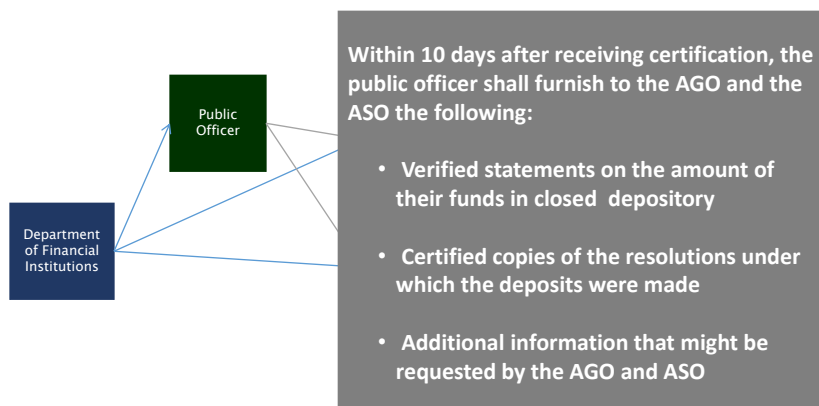 Within 10 days after receiving certification, the
public officer shall furnish to the AGO and the
ASO the following:
Public
Officer
• Verified statements on the amount of
their funds in closed depository
Department
of Financial
Institutions
• Certified copies of the resolutions under
which the deposits were made
• Additional information that might be
requested by the AGO and ASO